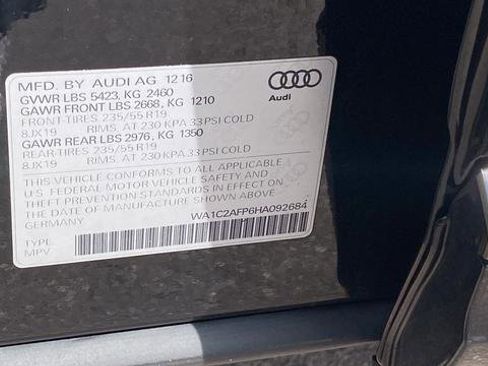 MFD. BY AUDI AG 12 16
GVWR LBS 5423, KG 2460
GAWR FRONT LBS 2668, KG 1210
FRONT-TIRES 235/55 R19
8JX19 RIMS. AT 230 KPA 33 PSI COLD
GAWR REAR LBS 2976, KG 1350
REAR-TIRES 235/55 R19
8JX19 RIMS. AT 230 KPA 33 PSI COLD
THIS VEHICLE CONFORMS TO ALL APPLICABLE
U.S. FEDERAL MOTOR VEHICLE SAFETY AND
THEFT PREVENTION STANDARDS IN EFFECT ON
THE DATE OF MANUFACTURE SHOWN ABOVE.
GERMANY
WA1C2AFP6HA092684
TYPE:
MPV
Audi